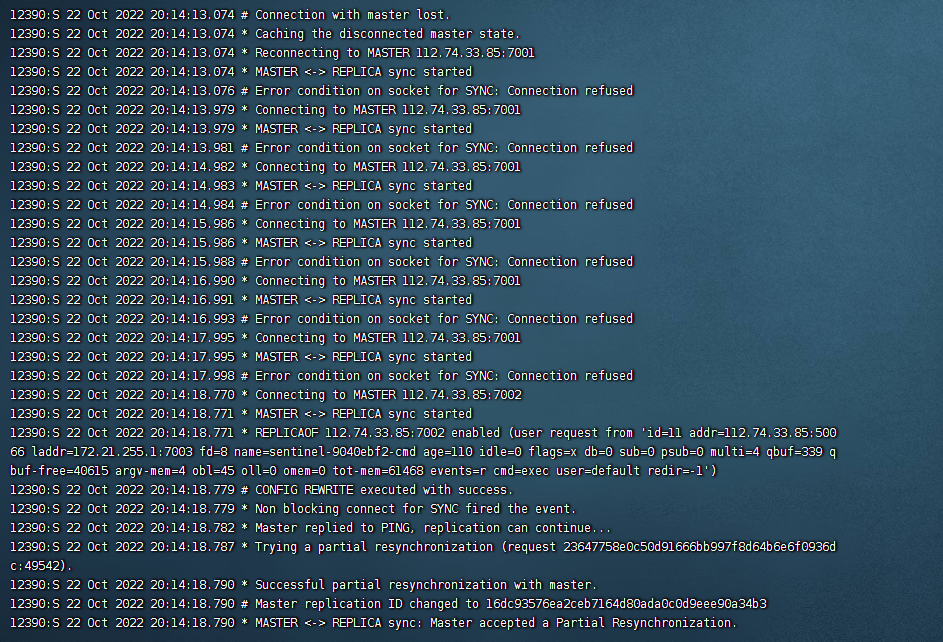 12390:S 22 Oct 2022 20:14:13.074 # Connection with master lost.
12390:S 22 Oct 2022 20:14:13.074 * Caching the disconnected master state.
12390:S 22 Oct 2022 20:14:13.074 * Reconnecting to MASTER 112.74.33.85:7001
12390:S 22 Oct 2022 20:14:13.074 * MASTER <-> REPLICA sync started
12390:S 22 Oct 2022 20:14:13.076 # Error condition on socket for SYNC: Connection refused
12390:S 22 Oct 2022 20:14:13.979 * Connecting to MASTER 112.74.33.85:7001
12390:S 22 Oct 2022 20:14:13.979 * MASTER <-> REPLICA sync started
12390:S 22 Oct 2022 20:14:13.981 # Error condition on socket for SYNC: Connection refused
12390:S 22 Oct 2022 20:14:14.982 * Connecting to MASTER 112.74.33.85:7001
12390:S 22 Oct 2022 20:14:14.983 * MASTER <-> REPLICA sync started
12390:S 22 Oct 2022 20:14:14.984 # Error condition on socket for SYNC: Connection refused
12390:S 22 Oct 2022 20:14:15.986 * Connecting to MASTER 112.74.33.85:7001
12390:S 22 Oct 2022 20:14:15.986 * MASTER <-> REPLICA sync started
12390:S 22 Oct 2022 20:14:15.988 # Error condition on socket for SYNC: Connection refused
12390:S 22 Oct 2022 20:14:16.990 * Connecting to MASTER 112.74.33.85:7001
12390:S 22 Oct 2022 20:14:16.991 * MASTER <-> REPLICA sync started
12390:S 22 Oct 2022 20:14:16.993 # Error condition on socket for SYNC: Connection refused
12390:S 22 Oct 2022 20:14:17.995 * Connecting to MASTER 112.74.33.85:7001
12390:S 22 Oct 2022 20:14:17.995 * MASTER <-> REPLICA sync started
12390:S 22 Oct 2022 20:14:17.998 # Error condition on socket for SYNC: Connection refused
12390:S 22 Oct 2022 20:14:18.770 * Connecting to MASTER 112.74.33.85:7002
12390:S 22 Oct 2022 20:14:18.771 * MASTER <-> REPLICA sync started
12390:S 22 Oct 2022 20:14:18.771 * REPLICAOF 112.74.33.85:7002 enabled (user request from 'id=11 addr=112.74.33.85:500
66 laddr=172.21.255.1:7003 fd=8 name=sentinel-9040ebf2-cmd age=110 idle=0 flags=x db=0 sub=0 psub=0 multi=4 qbuf=339 q
buf-free=40615 argv-mem=4 obl=45 oll=0 omem=0 tot-mem=61468 events=r cmd=exec user=default redir=-1')
12390:S 22 Oct 2022 20:14:18.779 # CONFIG REWRITE executed with success.
12390:S 22 Oct 2022 20:14:18.779 * Non blocking connect for SYNC fired the event.
12390:S 22 Oct 2022 20:14:18.782 * Master replied to PING, replication can continue...
12390:S 22 Oct 2022 20:14:18.787 * Trying a partial resynchronization (request 23647758e0c50d91666bb997f8d64b6e6f0936d
c:49542).
12390:S 22 Oct 2022 20:14:18.790 * Successful partial resynchronization with master.
12390:S 22 Oct 2022 20:14:18.790 # Master replication ID changed to 16dc93576ea2ceb7164d80ada0c0d9eee90a34b3
12390:S 22 Oct 2022 20:14:18.790 * MASTER <-> REPLICA sync: Master accepted a Partial Resynchronization.